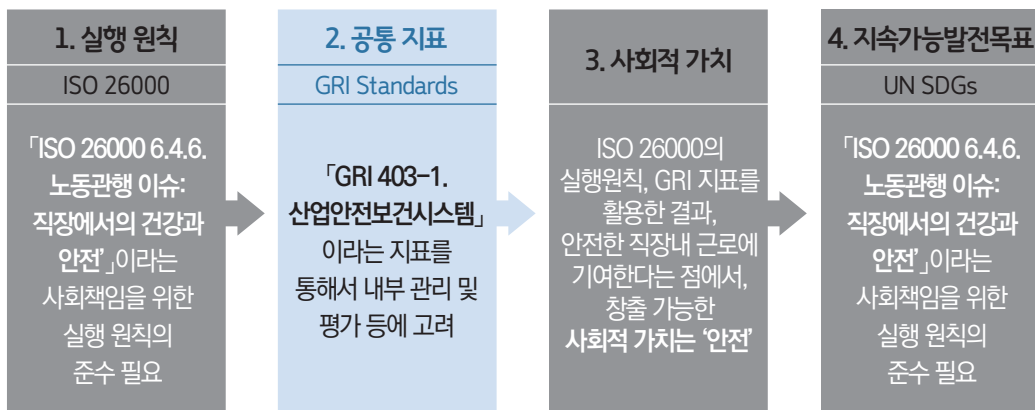 1. 실행 원칙
ISO 26000
「ISO 26000 6.4.6.
노동관행 이슈:
직장에서의 건강과
안전’」이라는
사회책임을 위한
실행 원칙의
준수 필요
2. 공통 지표
GRI Standards
「GRI 403-1.
산업안전보건시스템」
이라는 지표를
통해서 내부 관리 및
평가 등에 고려
3. 사회적 가치
ISO 26000의
실행원칙, GRI 지표를
활용한 결과,
안전한 직장내 근로에
기여한다는 점에서,
창출 가능한
사회적 가치는 ‘안전’
4. 지속가능발전목표
UN SDGs
「ISO 26000 6.4.6.
노동관행 이슈:
직장에서의 건강과
안전’」이라는
사회책임을 위한
실행 원칙의
준수 필요